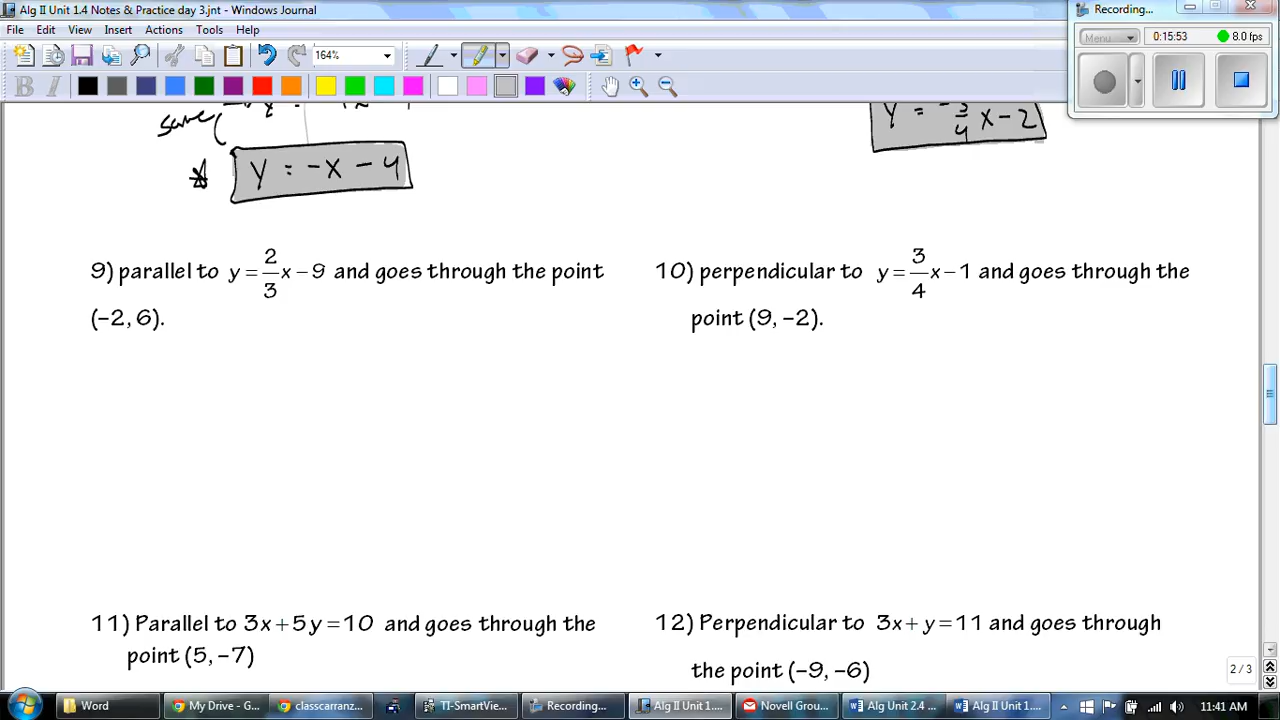 Alg II Unit 1.4 Notes & Practice day 3.jnt - Windows Journal
Recording...
File Edit View Insert Actions Tools Help
Menu
0:15:53
8.0 fps
164%
B I
same
y = -x - 4
y = -3/4 x - 2
9) parallel to y = 2/3 x − 9 and goes through the point
(−2, 6).
10) perpendicular to y = 3/4 x − 1 and goes through the
point (9, −2).
11) Parallel to 3x + 5y = 10 and goes through the
point (5, −7)
12) Perpendicular to 3x + y = 11 and goes through
the point (−9, −6)
2 / 3
Word
My Drive - G...
classcarranz...
TI-SmartVie...
Recording...
Alg II Unit 1....
Novell Grou...
Alg Unit 2.4 ...
Alg II Unit 1....
11:41 AM